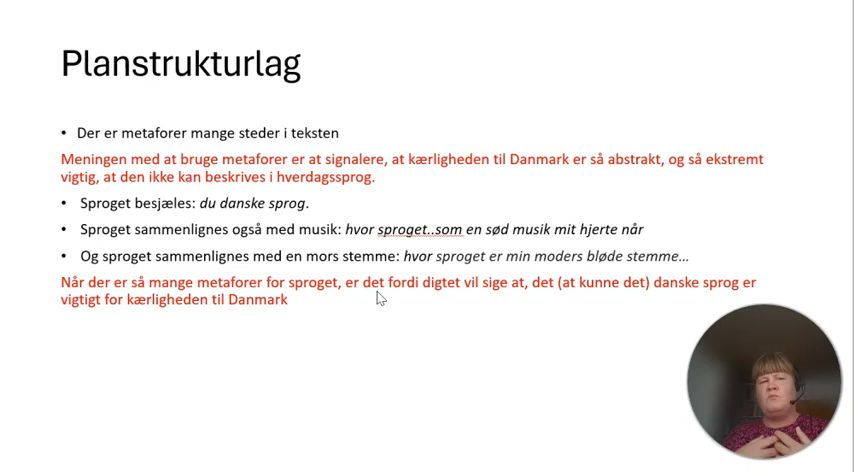 Planstrukturlag
• Der er metaforer mange steder i teksten
Meningen med at bruge metaforer er at signalere, at kærligheden til Danmark er så abstrakt, og så ekstremt
vigtig, at den ikke kan beskrives i hverdagssprog.
• Sproget besjæles: du danske sprog.
• Sproget sammenlignes også med musik: hvor sproget..som en sød musik mit hjerte når
• Og sproget sammenlignes med en mors stemme: hvor sproget er min moders bløde stemme…
Når der er så mange metaforer for sproget, er det fordi digtet vil sige at, det (at kunne det) danske sprog er
vigtigt for kærligheden til Danmark